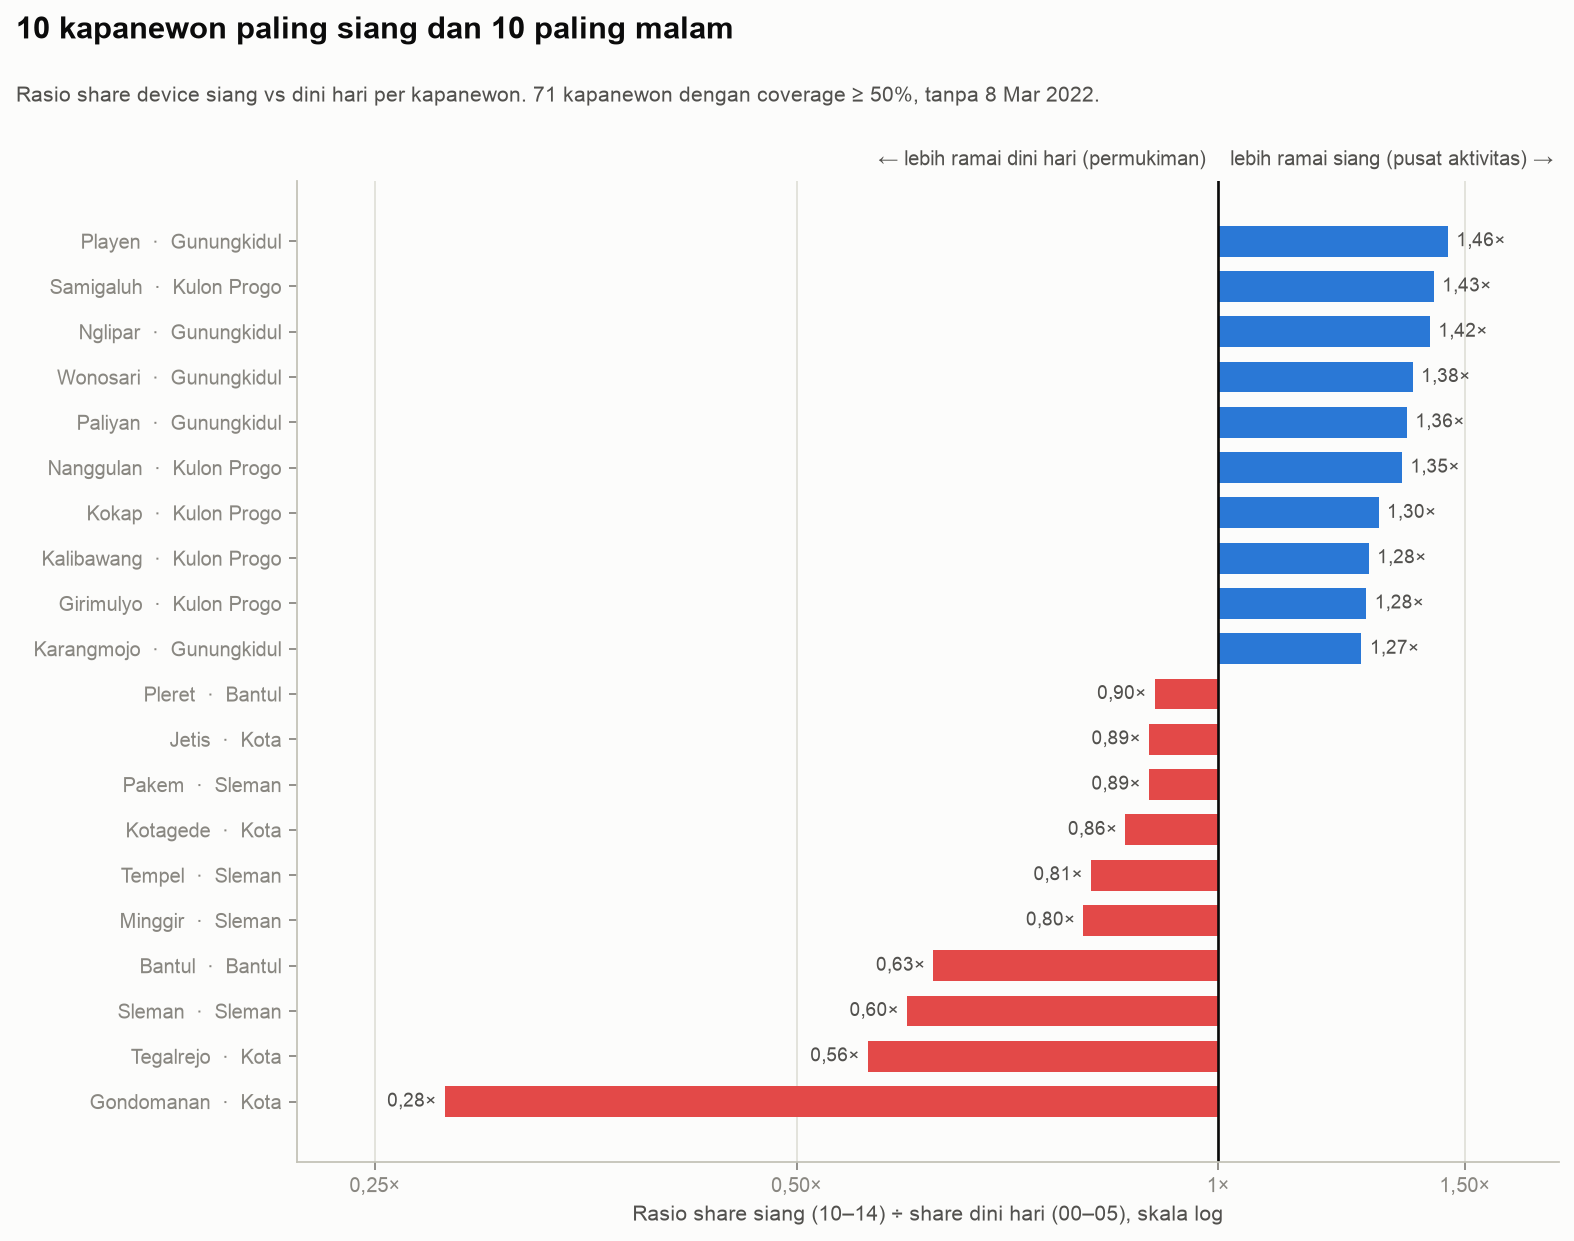 10 kapanewon paling siang dan 10 paling malam
Rasio share device siang vs dini hari per kapanewon. 71 kapanewon dengan coverage ≥ 50%, tanpa 8 Mar 2022.
← lebih ramai dini hari (permukiman) lebih ramai siang (pusat aktivitas) →
Playen · Gunungkidul 1,46×
Samigaluh · Kulon Progo 1,43×
Nglipar · Gunungkidul 1,42×
Wonosari · Gunungkidul 1,38×
Paliyan · Gunungkidul 1,36×
Nanggulan · Kulon Progo 1,35×
Kokap · Kulon Progo 1,30×
Kalibawang · Kulon Progo 1,28×
Girimulyo · Kulon Progo 1,28×
Karangmojo · Gunungkidul 1,27×
Pleret · Bantul 0,90×
Jetis · Kota 0,89×
Pakem · Sleman 0,89×
Kotagede · Kota 0,86×
Tempel · Sleman 0,81×
Minggir · Sleman 0,80×
Bantul · Bantul 0,63×
Sleman · Sleman 0,60×
Tegalrejo · Kota 0,56×
Gondomanan · Kota 0,28×
0,25× 0,50× 1× 1,50×
Rasio share siang (10–14) ÷ share dini hari (00–05), skala log